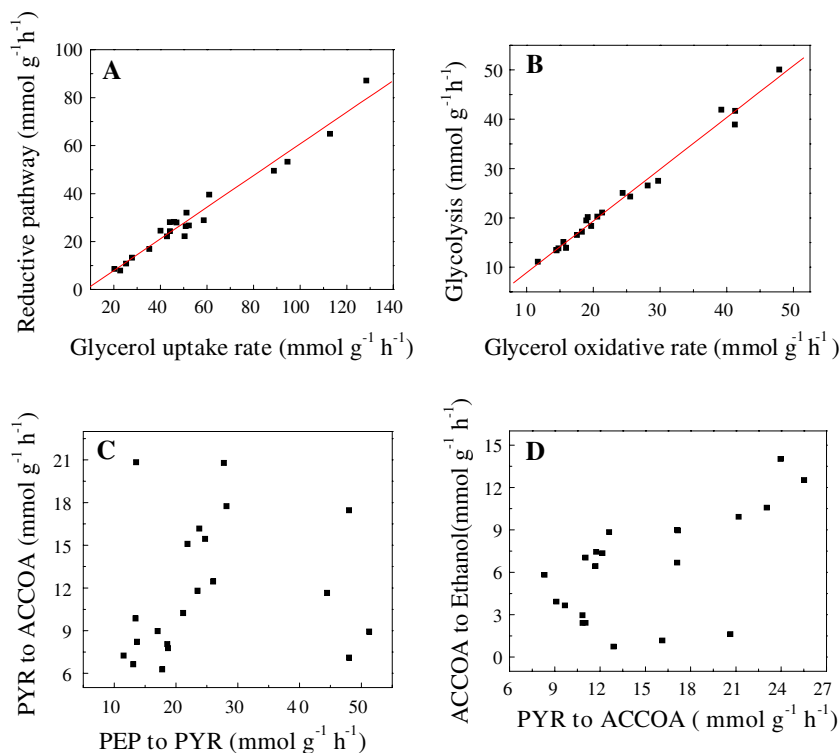 A
Reductive pathway (mmol g⁻¹ h⁻¹)
100
80
60
40
20
0
20 40 60 80 100 120 140
Glycerol uptake rate (mmol g⁻¹ h⁻¹)
B
Glycolysis (mmol g⁻¹h⁻¹)
50
40
30
20
10
10 20 30 40 50
Glycerol oxidative rate (mmol g⁻¹ h⁻¹)
C
PYR to ACCOA (mmol g⁻¹ h⁻¹)
21
18
15
12
9
6
10 20 30 40 50
PEP to PYR (mmol g⁻¹ h⁻¹)
D
ACCOA to Ethanol(mmol g⁻¹ h⁻¹)
15
12
9
6
3
0
6 9 12 15 18 21 24 27
PYR to ACCOA ( mmol g⁻¹ h⁻¹)